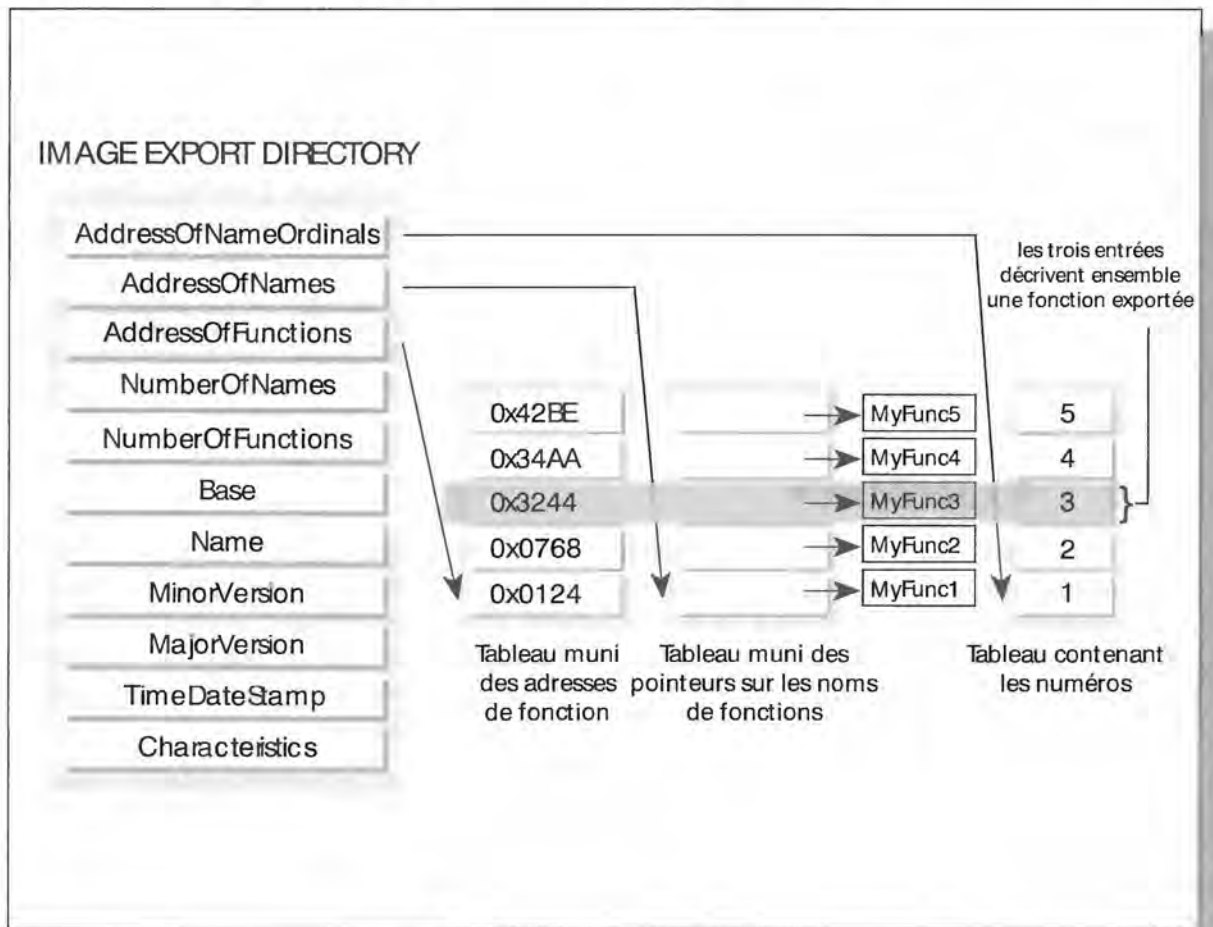 IMAGE EXPORT DIRECTORY
AddressOfNameOrdinals
AddressOfNames
AddressOfFunctions
NumberOfNames
NumberOfFunctions
Base
Name
MinorVersion
MajorVersion
TimeDateStamp
Characteristics
les trois entrées
décrivent ensemble
une fonction exportée
0x42BE MyFunc5 5
0x34AA MyFunc4 4
0x3244 MyFunc3 3 }
0x0768 MyFunc2 2
0x0124 MyFunc1 1
Tableau muni
des adresses
de fonction
Tableau muni des
pointeurs sur les noms
de fonctions
Tableau contenant
les numéros